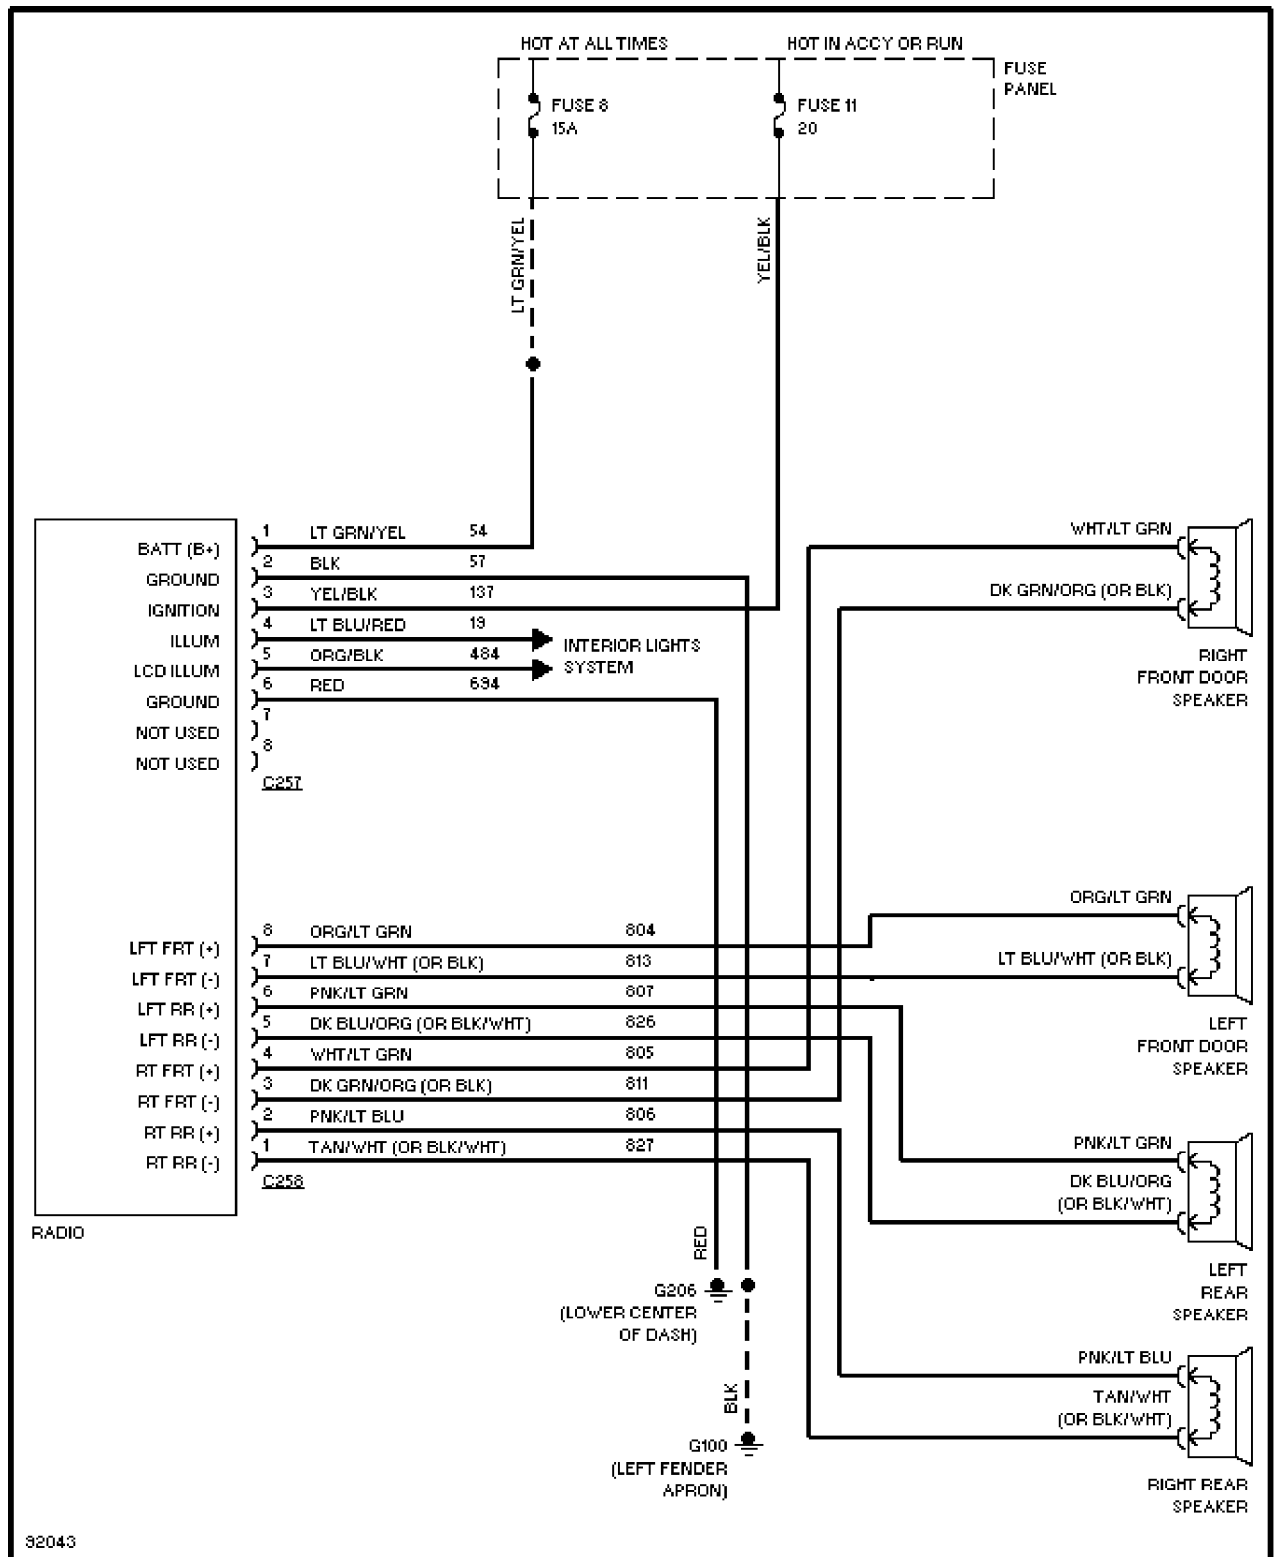 HOT AT ALL TIMES
HOT IN ACCY OR RUN
FUSE
PANEL
FUSE 8
15A
FUSE 11
20
LT GRN/YEL
YEL/BLK
1 LT GRN/YEL 54
BATT (B+)
2 BLK 57
GROUND
3 YEL/BLK 137
IGNITION
4 LT BLU/RED 19
ILLUM
5 ORG/BLK 484
LCD ILLUM
6 RED 694
GROUND
7
NOT USED
8
NOT USED
C257
INTERIOR LIGHTS
SYSTEM
WHT/LT GRN
DK GRN/ORG (OR BLK)
RIGHT
FRONT DOOR
SPEAKER
8 ORG/LT GRN 804
LFT FRT (+)
7 LT BLU/WHT (OR BLK) 813
LFT FRT (-)
6 PNK/LT GRN 807
LFT RR (+)
5 DK BLU/ORG (OR BLK/WHT) 826
LFT RR (-)
4 WHT/LT GRN 805
RT FRT (+)
3 DK GRN/ORG (OR BLK) 811
RT FRT (-)
2 PNK/LT BLU 806
RT RR (+)
1 TAN/WHT (OR BLK/WHT) 827
RT RR (-)
C258
RADIO
ORG/LT GRN
LT BLU/WHT (OR BLK)
LEFT
FRONT DOOR
SPEAKER
PNK/LT GRN
DK BLU/ORG
(OR BLK/WHT)
LEFT
REAR
SPEAKER
RED
G206
(LOWER CENTER
OF DASH)
BLK
G100
(LEFT FENDER
APRON)
PNK/LT BLU
TAN/WHT
(OR BLK/WHT)
RIGHT REAR
SPEAKER
92043